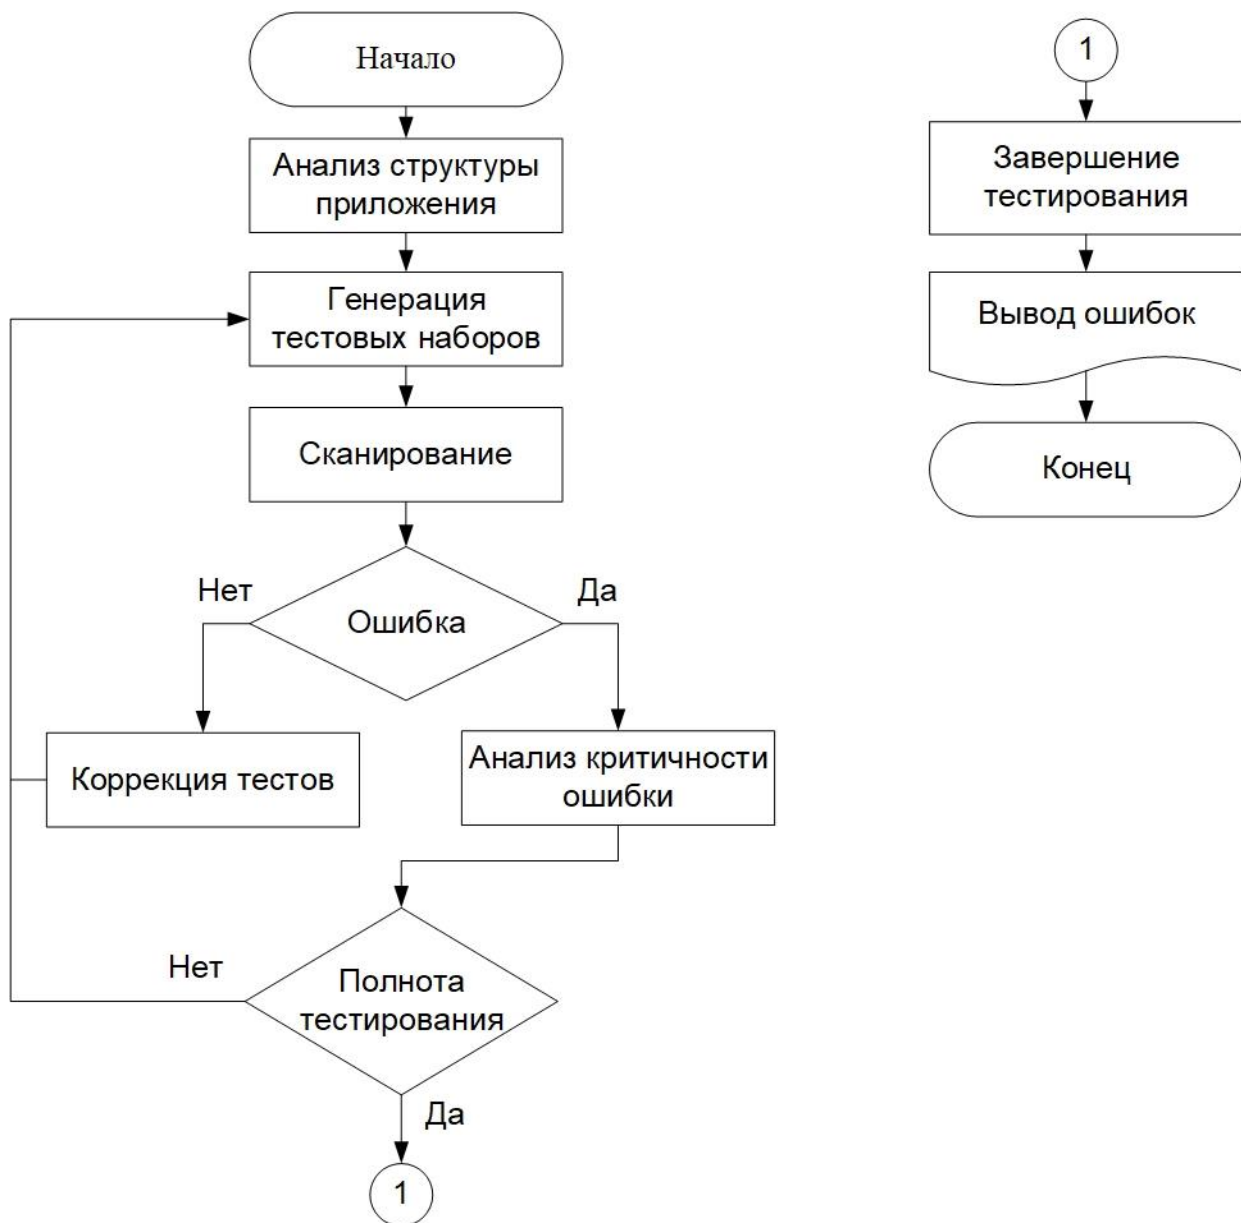 Начало
Анализ структуры
приложения
Генерация
тестовых наборов
Сканирование
Нет
Да
Ошибка
Коррекция тестов
Анализ критичности
ошибки
Нет
Полнота
тестирования
Да
1
1
Завершение
тестирования
Вывод ошибок
Конец